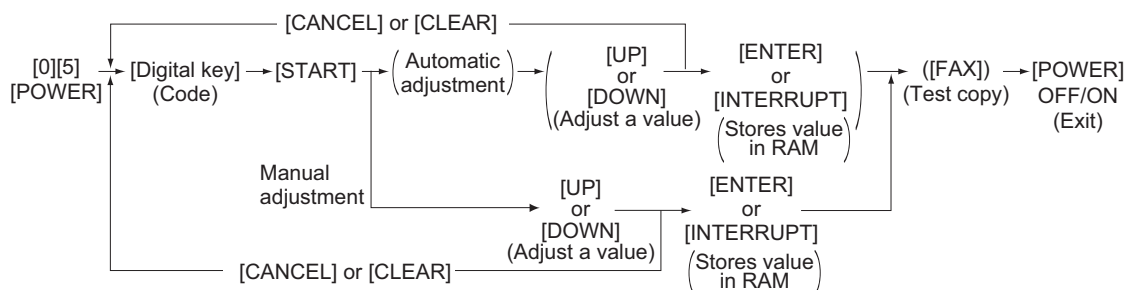 [CANCEL] or [CLEAR]
[0][5]
[POWER]
[Digital key]
(Code)
[START]
(Automatic
adjustment)
([UP]
or
[DOWN]
(Adjust a value)
[ENTER]
or
[INTERRUPT]
(Stores value
in RAM))
([FAX])
(Test copy)
[POWER]
OFF/ON
(Exit)
Manual
adjustment
[UP]
or
[DOWN]
(Adjust a value)
[ENTER]
or
[INTERRUPT]
(Stores value
in RAM)
[CANCEL] or [CLEAR]